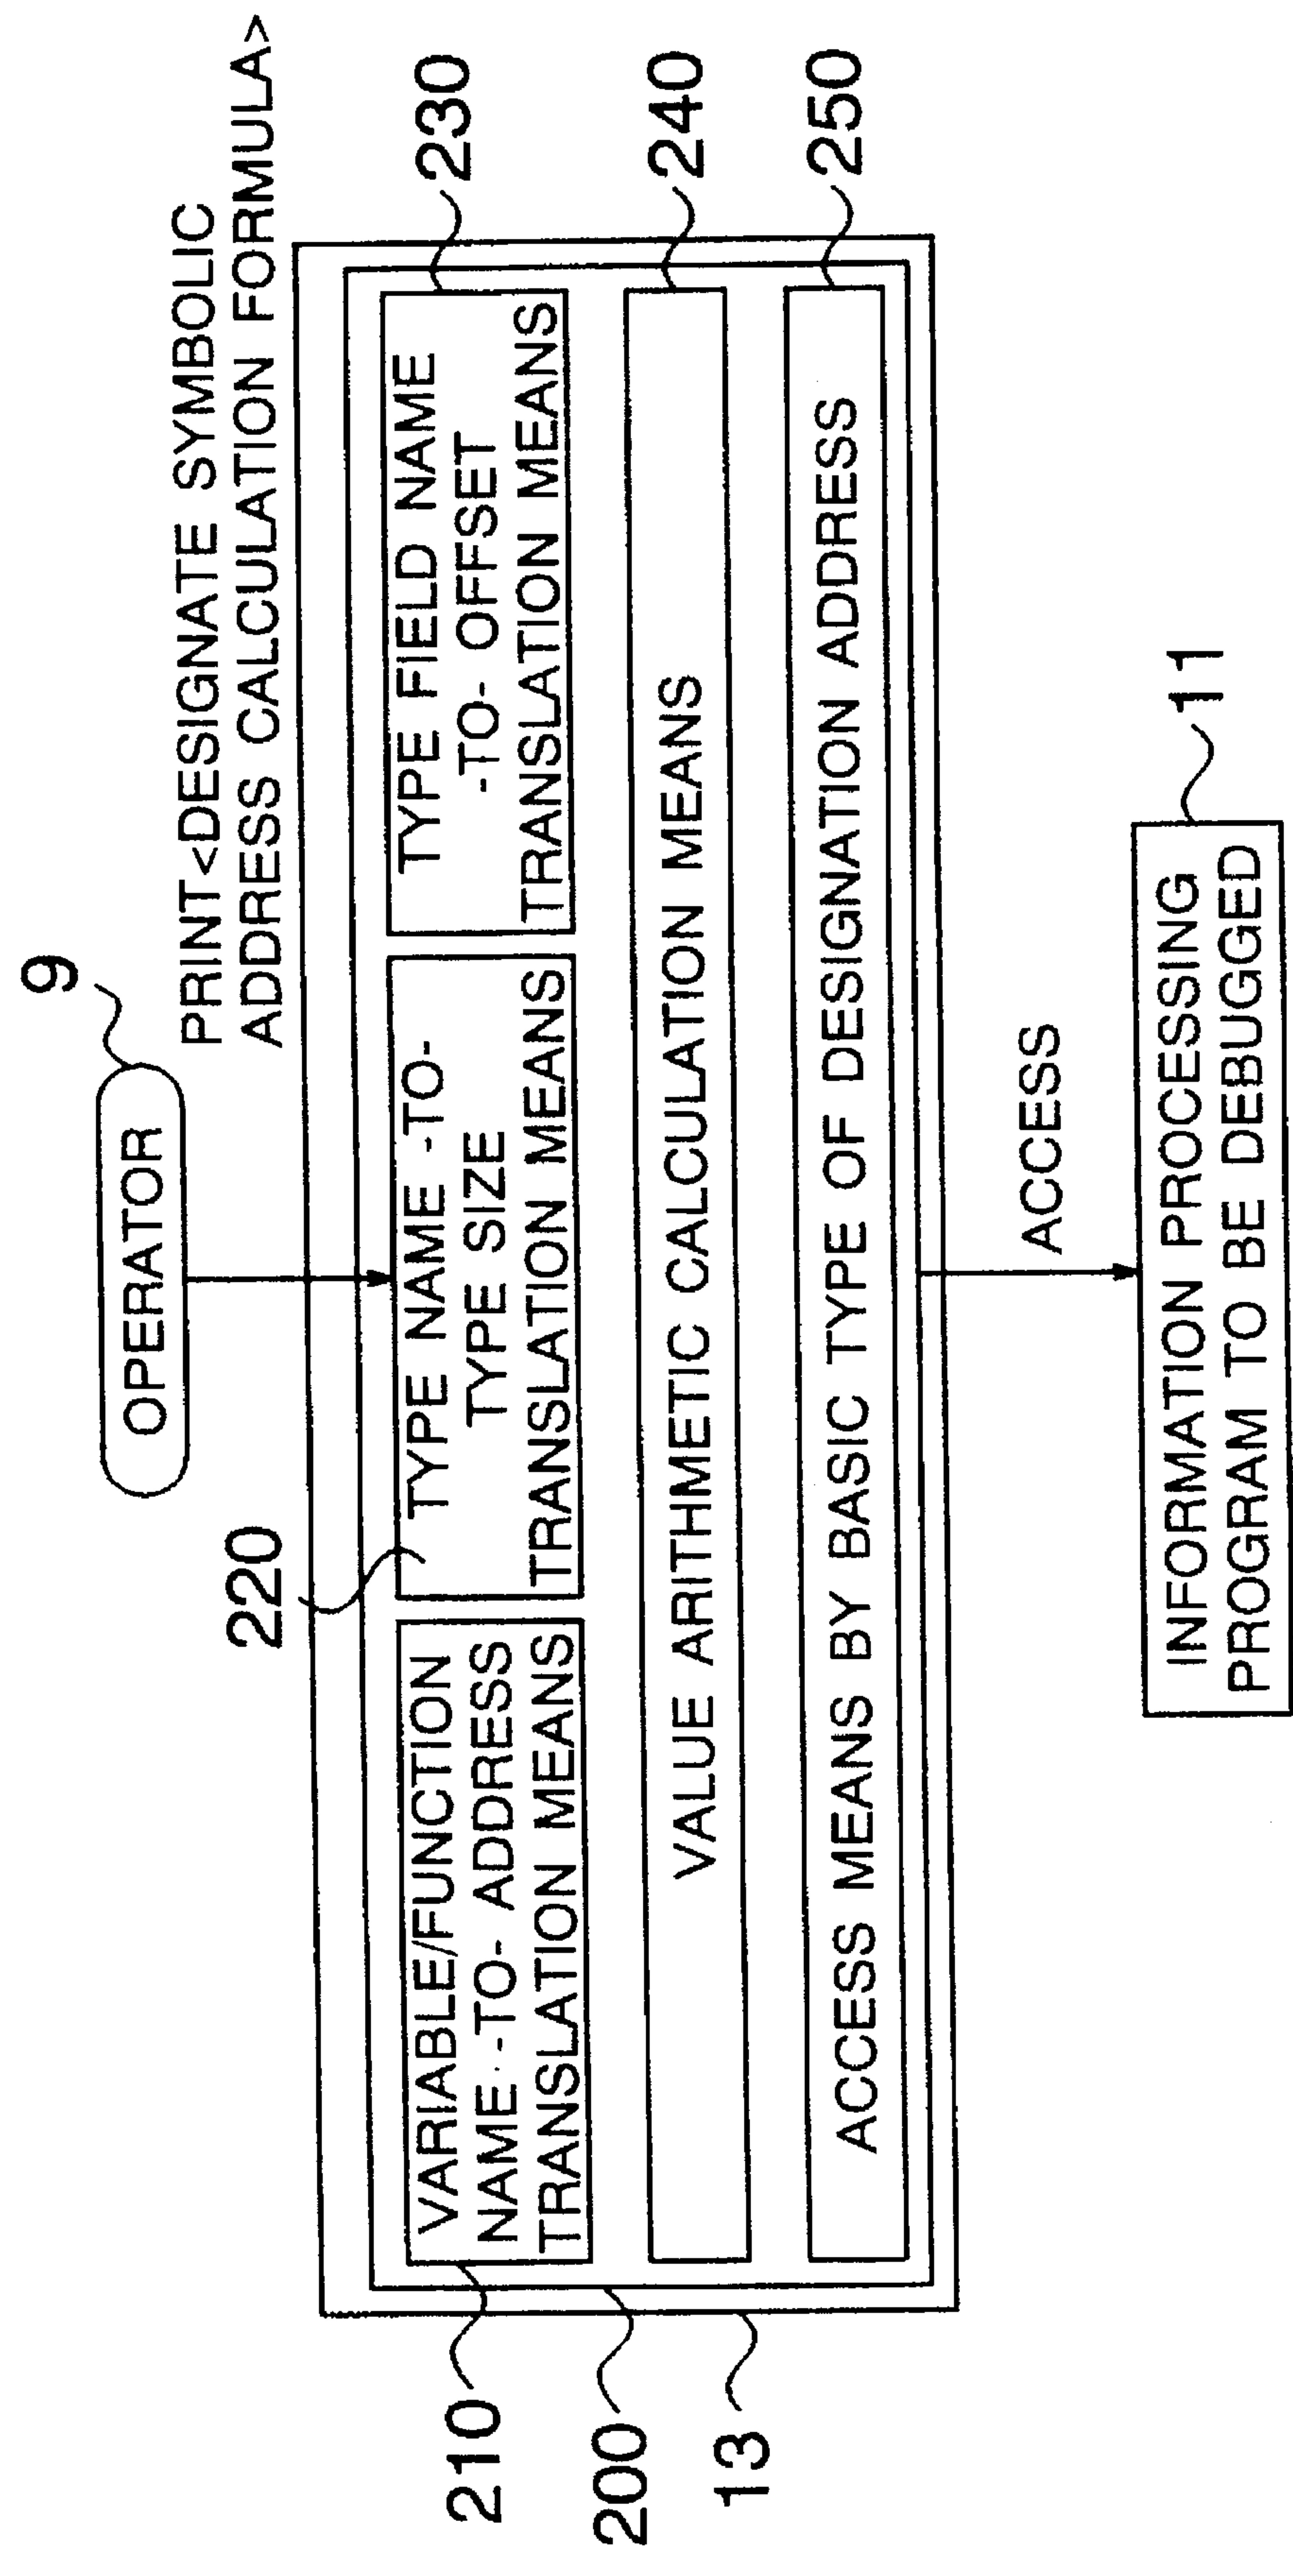 9
OPERATOR
PRINT<DESIGNATE SYMBOLIC
ADDRESS CALCULATION FORMULA>
220
230
VARIABLE/FUNCTION
NAME -TO- ADDRESS
TRANSLATION MEANS
TYPE NAME -TO-
TYPE SIZE
TRANSLATION MEANS
TYPE FIELD NAME
-TO- OFFSET
TRANSLATION MEANS
210
240
VALUE ARITHMETIC CALCULATION MEANS
200
250
ACCESS MEANS BY BASIC TYPE OF DESIGNATION ADDRESS
13
ACCESS
11
INFORMATION PROCESSING
PROGRAM TO BE DEBUGGED